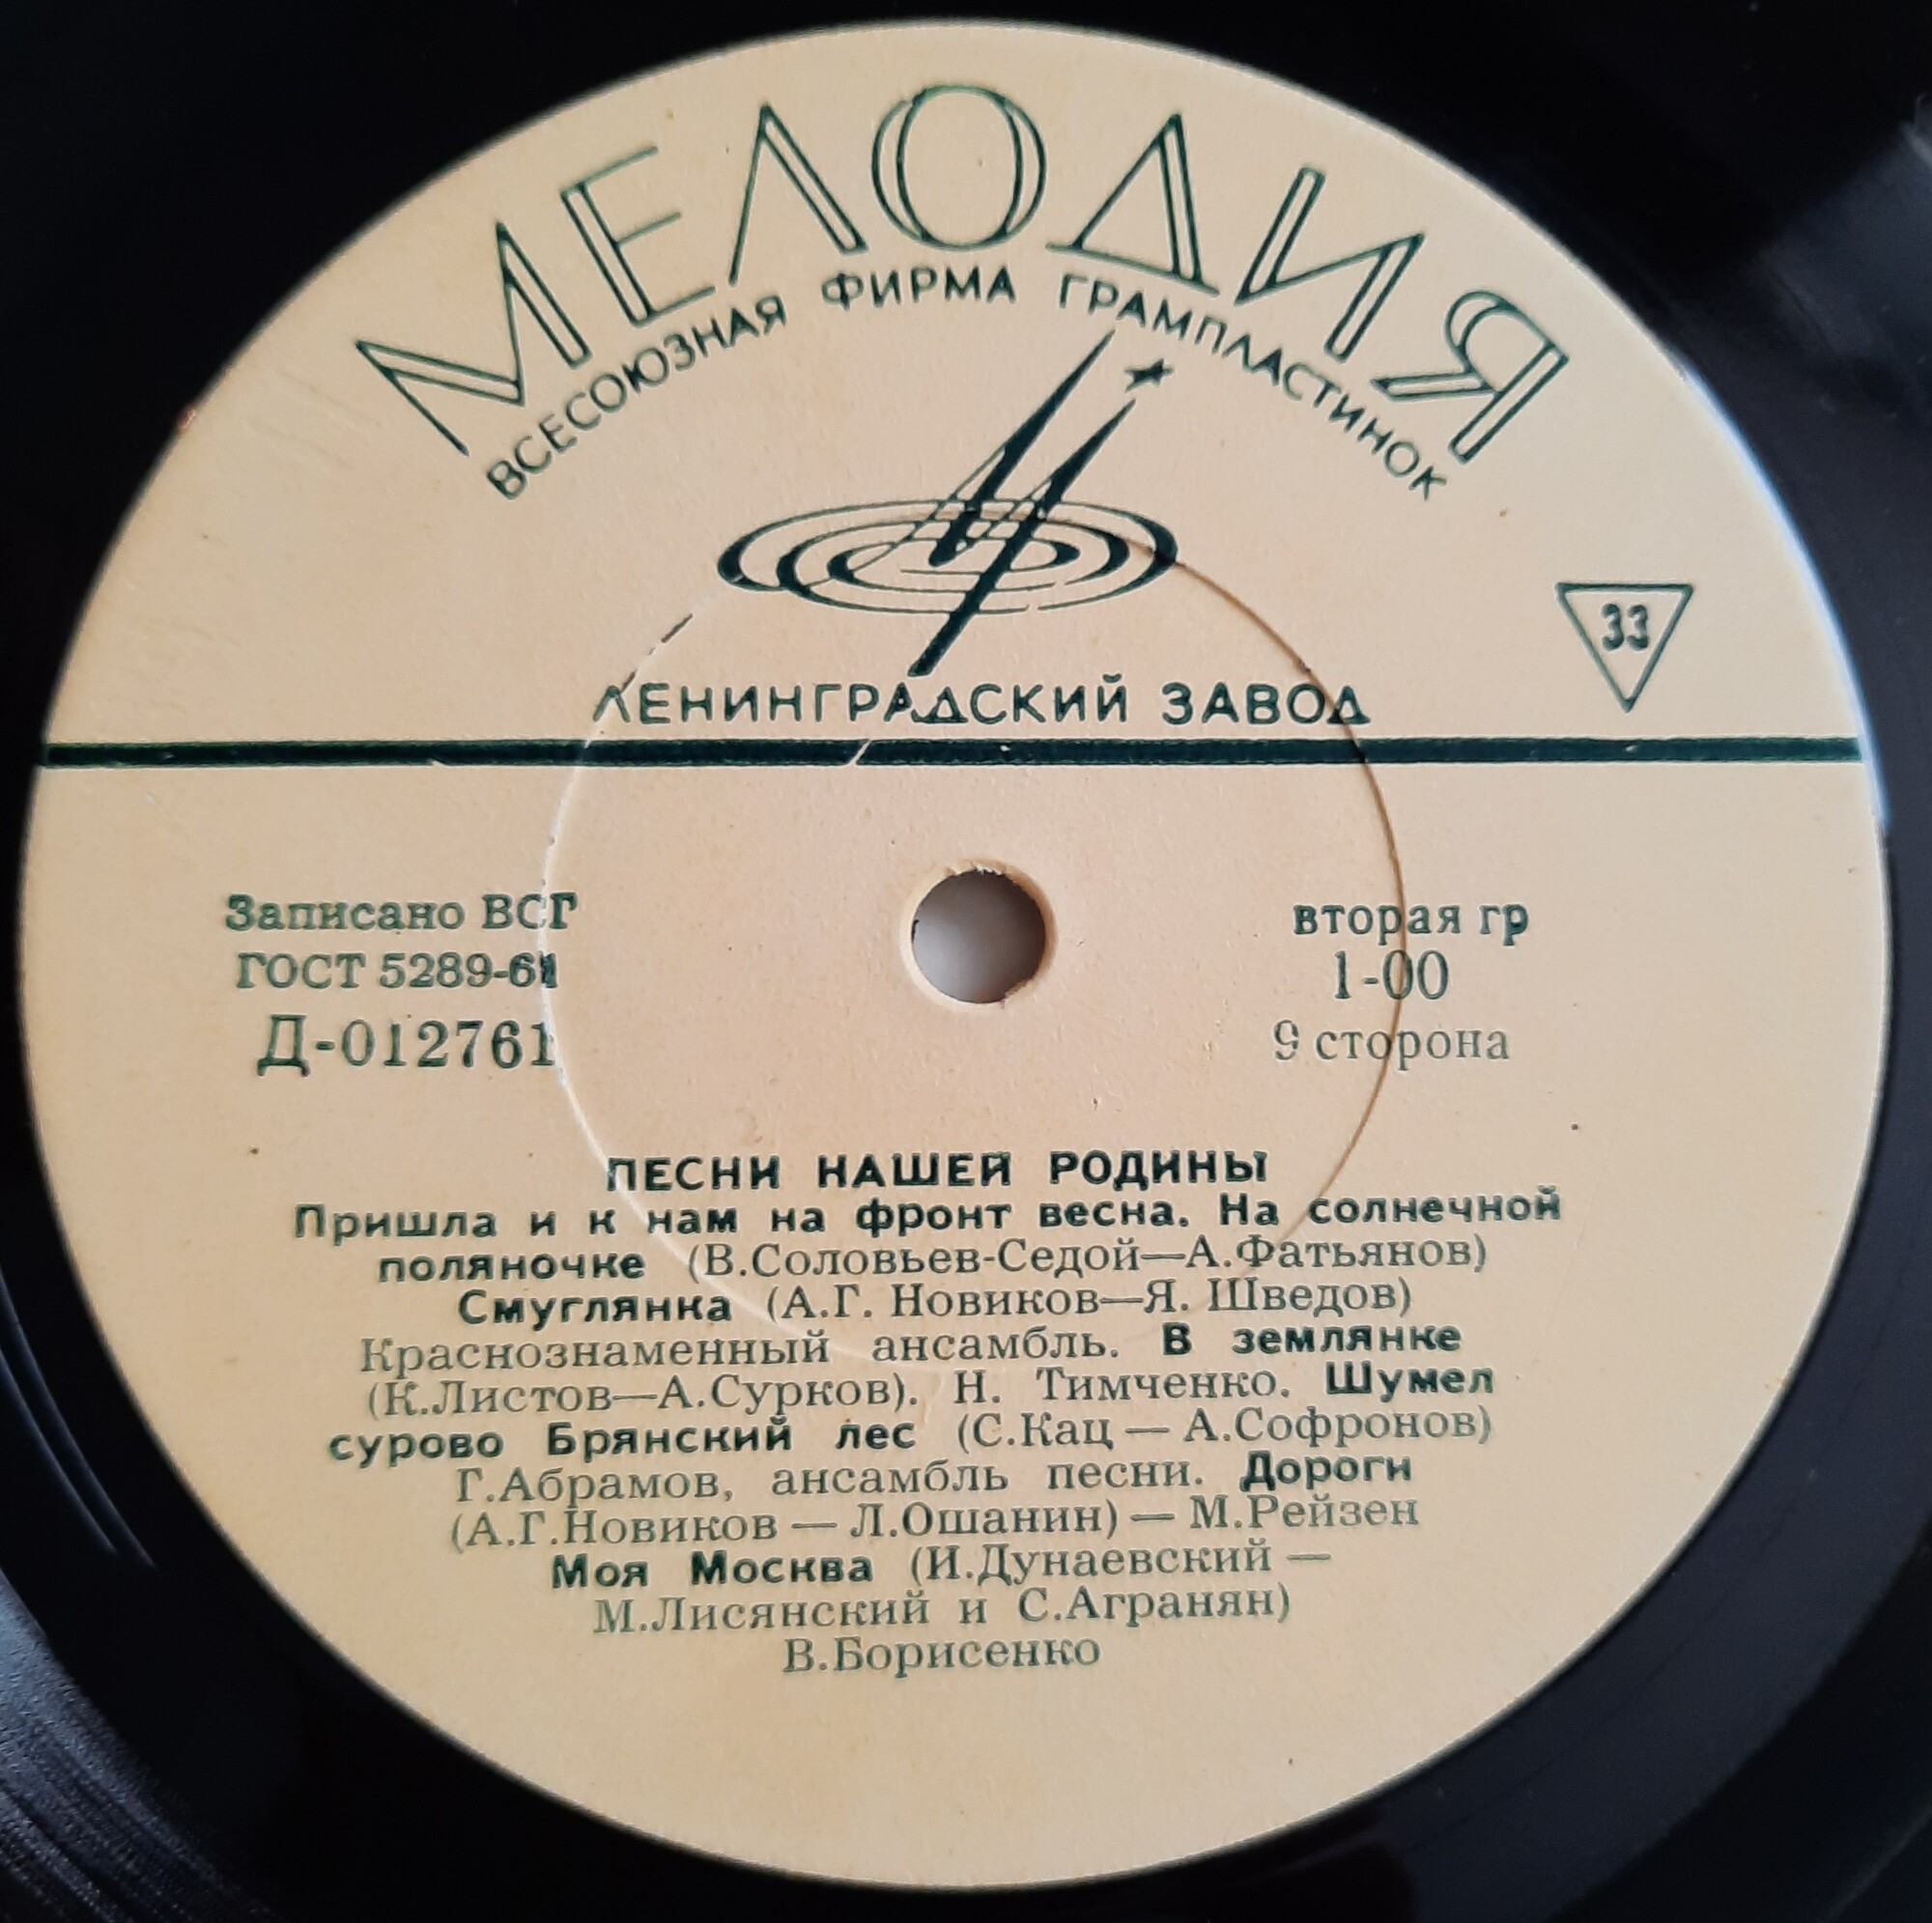 МЕЛОДИЯ
ВСЕСОЮЗНАЯ ФИРМА ГРАМПЛАСТИНОК
33
ЛЕНИНГРАДСКИЙ ЗАВОД
Записано ВСГ
ГОСТ 5289-61
Д-012761
вторая гр
1-00
9 сторона
ПЕСНИ НАШЕЙ РОДИНЫ
Пришла и к нам на фронт весна. На солнечной
поляночке (В.Соловьев-Седой—А.Фатьянов)
Смуглянка (А.Г. Новиков—Я. Шведов)
Краснознаменный ансамбль. В землянке
(К.Листов—А.Сурков). Н. Тимченко. Шумел
сурово Брянский лес (С.Кац — А.Софронов)
Г.Абрамов, ансамбль песни. Дороги
(А.Г.Новиков — Л.Ошанин) — М.Рейзен
Моя Москва (И.Дунаевский —
М.Лисянский и С.Агранян)
В.Борисенко